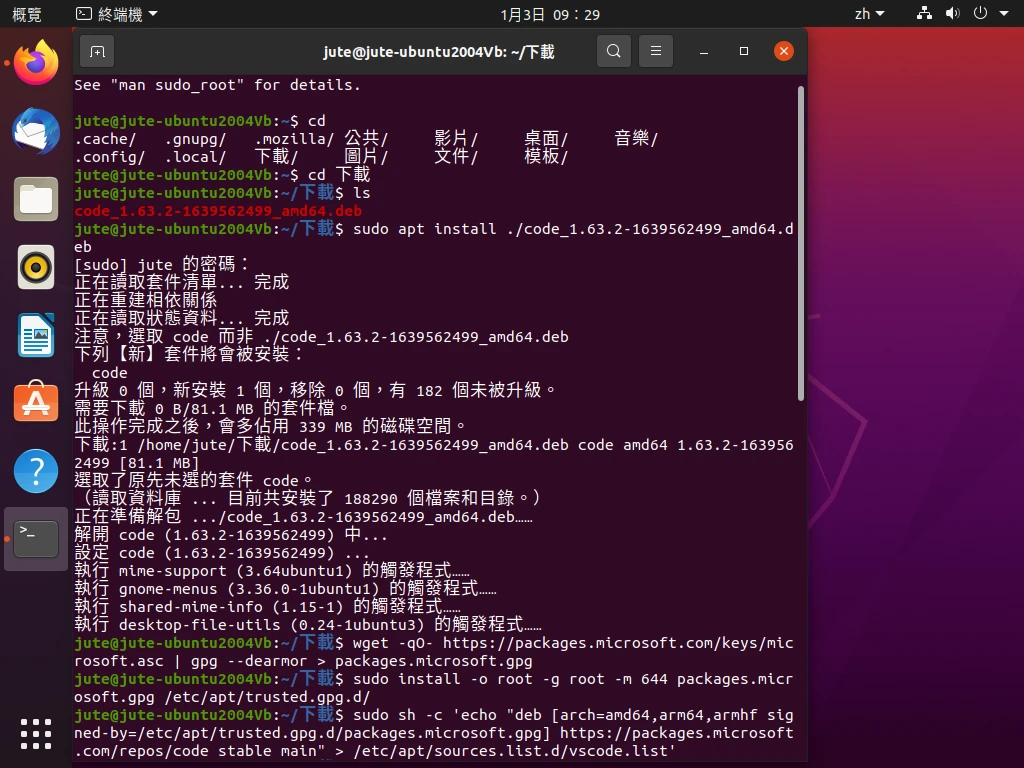 概覽 終端機 1月3日 09：29 zh
jute@jute-ubuntu2004Vb: ~/下載
See "man sudo_root" for details.
jute@jute-ubuntu2004Vb:~$ cd
.cache/ .gnupg/ .mozilla/ 公共/ 影片/ 桌面/ 音樂/
.config/ .local/ 下載/ 圖片/ 文件/ 模板/
jute@jute-ubuntu2004Vb:~$ cd 下載
jute@jute-ubuntu2004Vb:~/下載$ ls
code_1.63.2-1639562499_amd64.deb
jute@jute-ubuntu2004Vb:~/下載$ sudo apt install ./code_1.63.2-1639562499_amd64.d
eb
[sudo] jute 的密碼：
正在讀取套件清單... 完成
正在重建相依關係
正在讀取狀態資料... 完成
注意，選取 code 而非 ./code_1.63.2-1639562499_amd64.deb
下列【新】套件將會被安裝：
code
升級 0 個，新安裝 1 個，移除 0 個，有 182 個未被升級。
需要下載 0 B/81.1 MB 的套件檔。
此操作完成之後，會多佔用 339 MB 的磁碟空間。
下載:1 /home/jute/下載/code_1.63.2-1639562499_amd64.deb code amd64 1.63.2-163956
2499 [81.1 MB]
選取了原先未選的套件 code。
（讀取資料庫 ... 目前共安裝了 188290 個檔案和目錄。）
正在準備解包 .../code_1.63.2-1639562499_amd64.deb……
解開 code (1.63.2-1639562499) 中...
設定 code (1.63.2-1639562499) ...
執行 mime-support (3.64ubuntu1) 的觸發程式……
執行 gnome-menus (3.36.0-1ubuntu1) 的觸發程式……
執行 shared-mime-info (1.15-1) 的觸發程式……
執行 desktop-file-utils (0.24-1ubuntu3) 的觸發程式……
jute@jute-ubuntu2004Vb:~/下載$ wget -qO- https://packages.microsoft.com/keys/mic
rosoft.asc | gpg --dearmor > packages.microsoft.gpg
jute@jute-ubuntu2004Vb:~/下載$ sudo install -o root -g root -m 644 packages.micr
osoft.gpg /etc/apt/trusted.gpg.d/
jute@jute-ubuntu2004Vb:~/下載$ sudo sh -c 'echo "deb [arch=amd64,arm64,armhf sig
ned-by=/etc/apt/trusted.gpg.d/packages.microsoft.gpg] https://packages.microsoft
.com/repos/code stable main" > /etc/apt/sources.list.d/vscode.list'